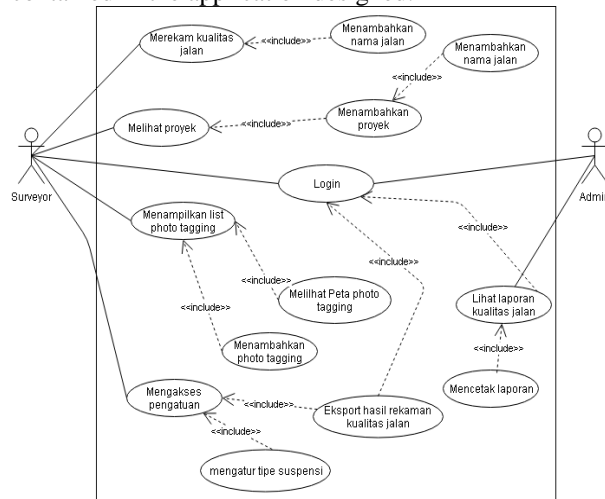 Merekam kualitas
jalan
<<include>>
Menambahkan
nama jalan
Menambahkan
nama jalan
<<include>>
Melihat proyek
<<include>>
Menambahkan
proyek
Surveyor
Login
Admin
Menampilkan list
photo tagging
<<include>>
<<include>>
<<include>>
Melilhat Peta photo
tagging
<<include>>
Lihat laporan
kualitas jalan
<<include>>
Menambahkan
photo tagging
<<include>>
Mencetak laporan
Mengakses
pengatuan
<<include>>
Eksport hasil rekaman
kualitas jalan
<<include>>
mengatur tipe suspensi